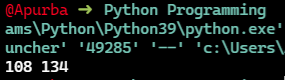 @Apurba ➜ Python Programming
ams\Python\Python39\python.exe'
uncher' '49285' '--' 'c:\Users\
108 134